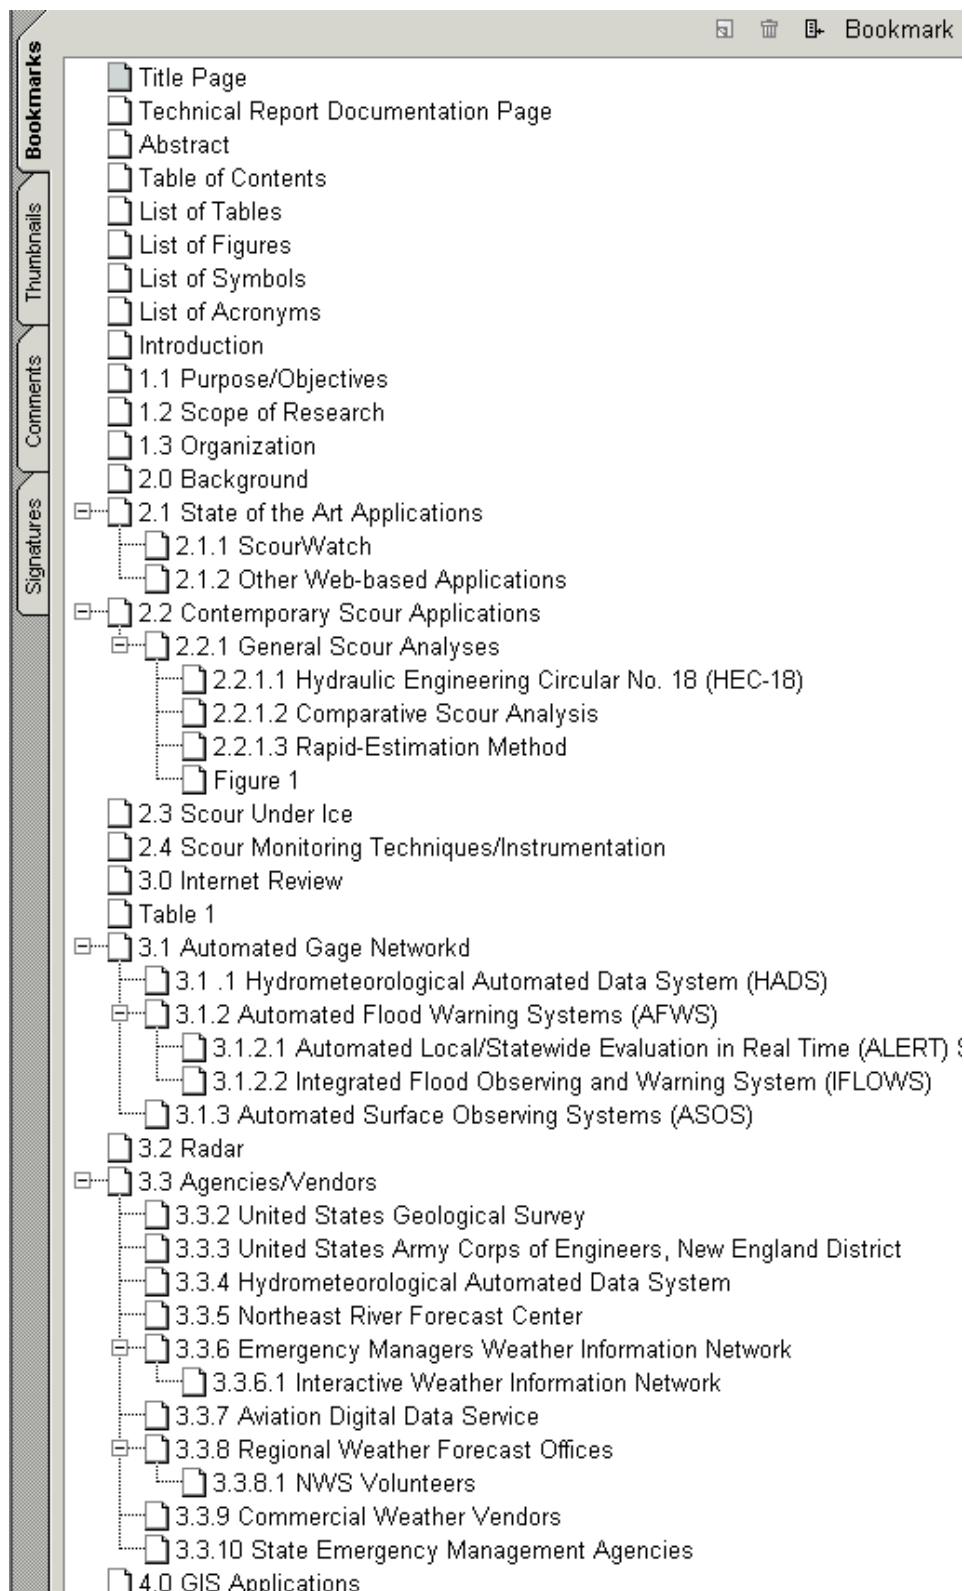 Bookmark
Bookmarks
Thumbnails
Comments
Signatures
Title Page
Technical Report Documentation Page
Abstract
Table of Contents
List of Tables
List of Figures
List of Symbols
List of Acronyms
Introduction
1.1 Purpose/Objectives
1.2 Scope of Research
1.3 Organization
2.0 Background
2.1 State of the Art Applications
2.1.1 ScourWatch
2.1.2 Other Web-based Applications
2.2 Contemporary Scour Applications
2.2.1 General Scour Analyses
2.2.1.1 Hydraulic Engineering Circular No. 18 (HEC-18)
2.2.1.2 Comparative Scour Analysis
2.2.1.3 Rapid-Estimation Method
Figure 1
2.3 Scour Under Ice
2.4 Scour Monitoring Techniques/Instrumentation
3.0 Internet Review
Table 1
3.1 Automated Gage Networkd
3.1 .1 Hydrometeorological Automated Data System (HADS)
3.1.2 Automated Flood Warning Systems (AFWS)
3.1.2.1 Automated Local/Statewide Evaluation in Real Time (ALERT)
3.1.2.2 Integrated Flood Observing and Warning System (IFLOWS)
3.1.3 Automated Surface Observing Systems (ASOS)
3.2 Radar
3.3 Agencies/Vendors
3.3.2 United States Geological Survey
3.3.3 United States Army Corps of Engineers, New England District
3.3.4 Hydrometeorological Automated Data System
3.3.5 Northeast River Forecast Center
3.3.6 Emergency Managers Weather Information Network
3.3.6.1 Interactive Weather Information Network
3.3.7 Aviation Digital Data Service
3.3.8 Regional Weather Forecast Offices
3.3.8.1 NWS Volunteers
3.3.9 Commercial Weather Vendors
3.3.10 State Emergency Management Agencies
4.0 GIS Applications